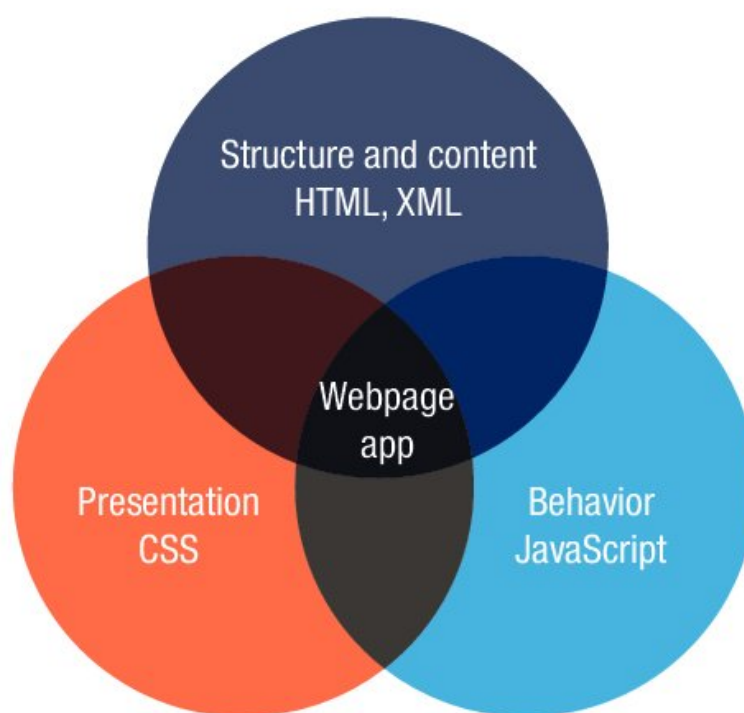 Structure and content
HTML, XML
Webpage
app
Presentation
CSS
Behavior
JavaScript